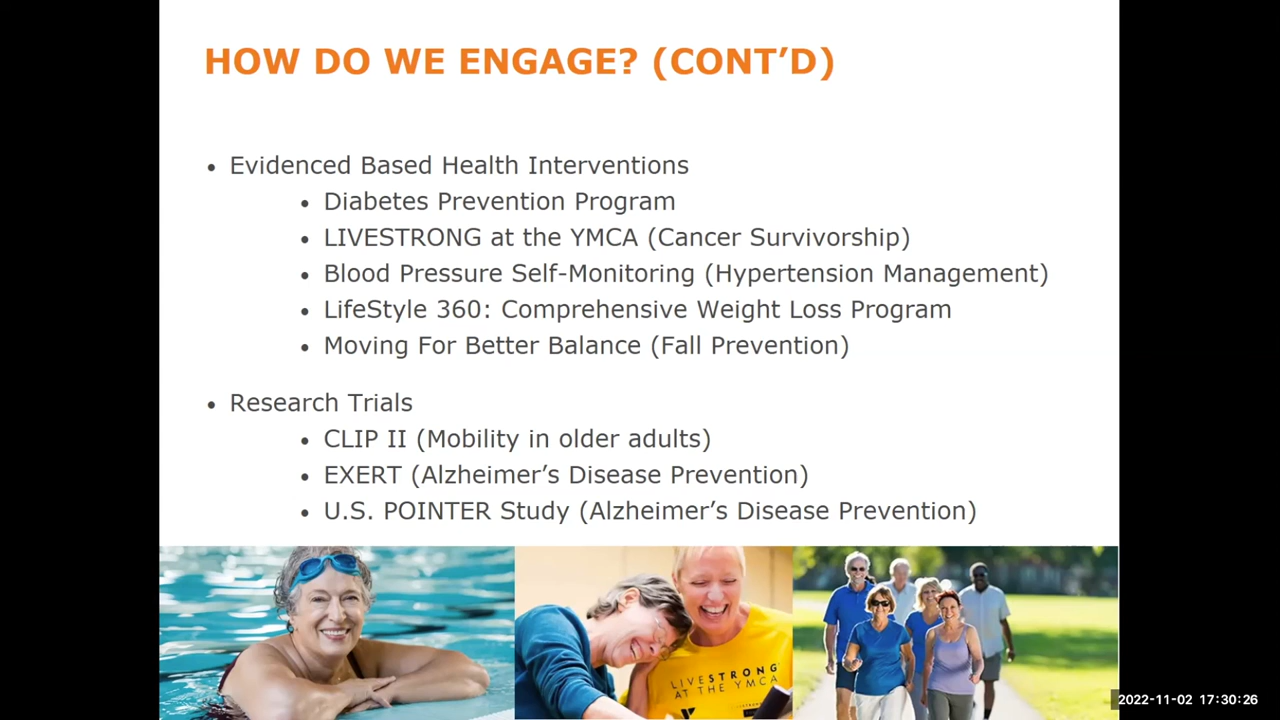 HOW DO WE ENGAGE? (CONT’D)
• Evidenced Based Health Interventions
• Diabetes Prevention Program
• LIVESTRONG at the YMCA (Cancer Survivorship)
• Blood Pressure Self-Monitoring (Hypertension Management)
• LifeStyle 360: Comprehensive Weight Loss Program
• Moving For Better Balance (Fall Prevention)
• Research Trials
• CLIP II (Mobility in older adults)
• EXERT (Alzheimer’s Disease Prevention)
• U.S. POINTER Study (Alzheimer’s Disease Prevention)
LIVESTRONG
AT THE YMCA
2022-11-02 17:30:26